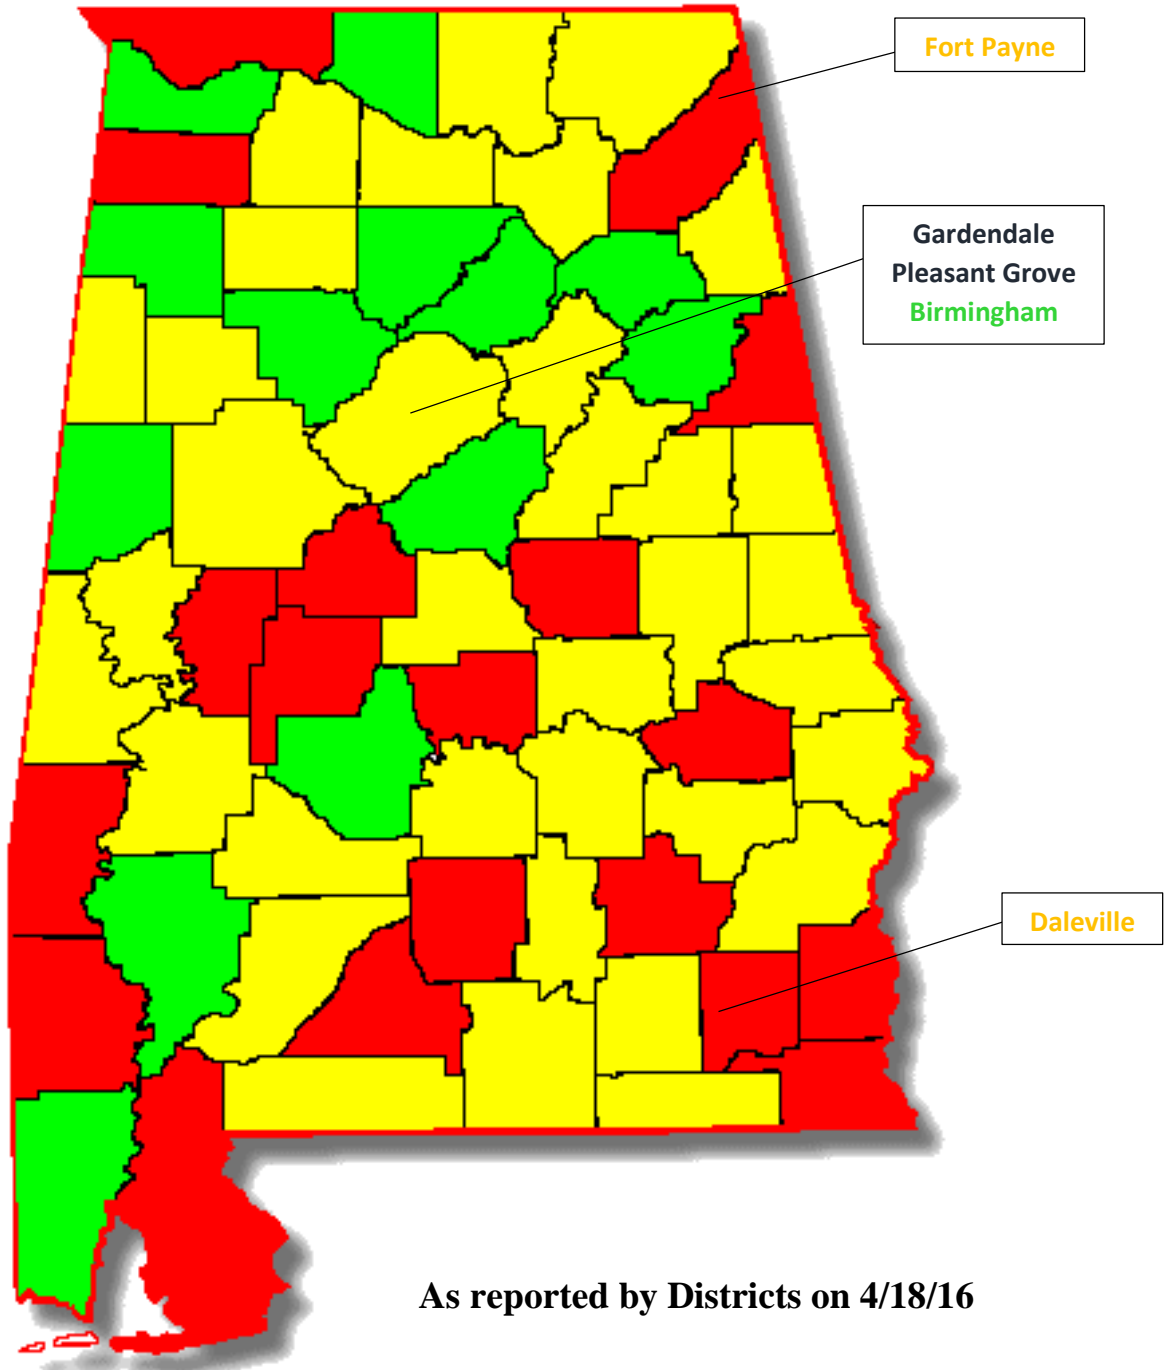 Fort Payne
Gardendale
Pleasant Grove
Birmingham
Daleville
As reported by Districts on 4/18/16